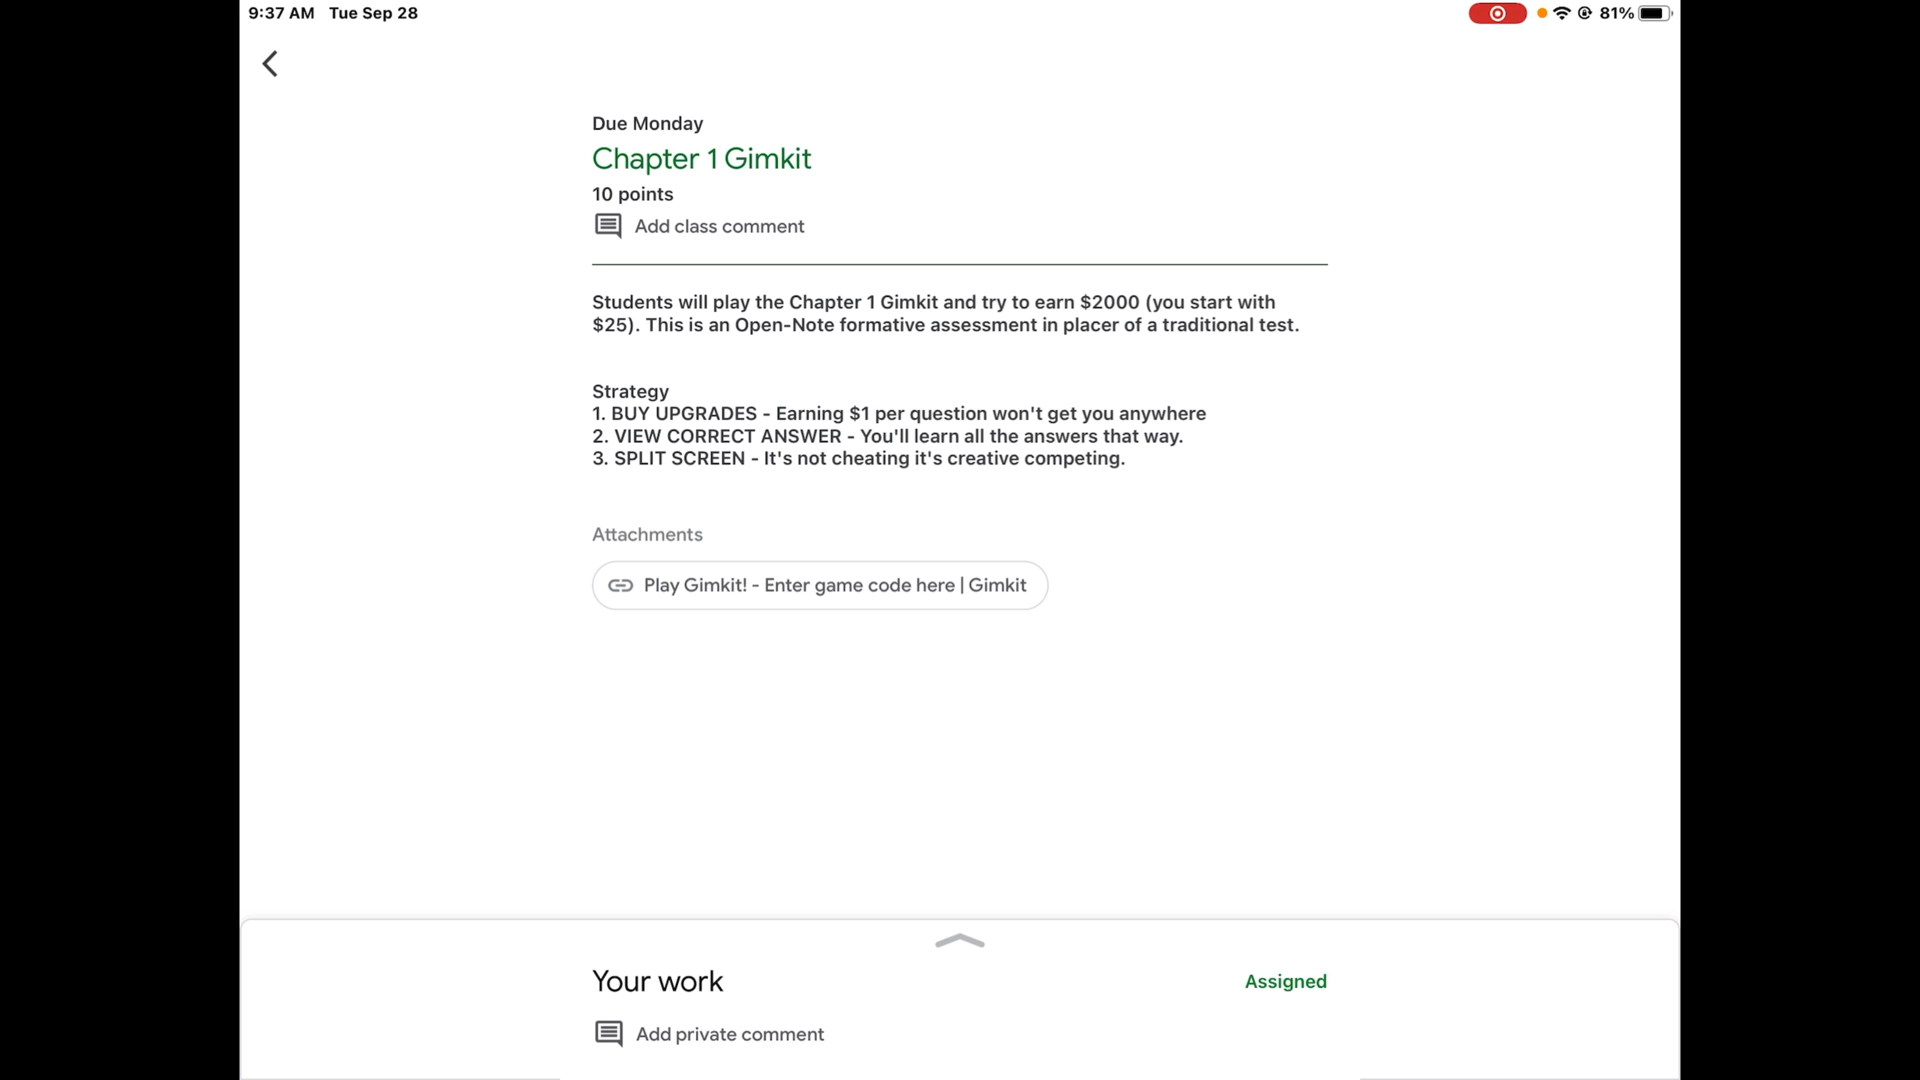 9:37 AM Tue Sep 28
81%
Due Monday
Chapter 1 Gimkit
10 points
Add class comment
Students will play the Chapter 1 Gimkit and try to earn $2000 (you start with
$25). This is an Open-Note formative assessment in placer of a traditional test.
Strategy
1. BUY UPGRADES - Earning $1 per question won't get you anywhere
2. VIEW CORRECT ANSWER - You'll learn all the answers that way.
3. SPLIT SCREEN - It's not cheating it's creative competing.
Attachments
Play Gimkit! - Enter game code here | Gimkit
Your work
Assigned
Add private comment